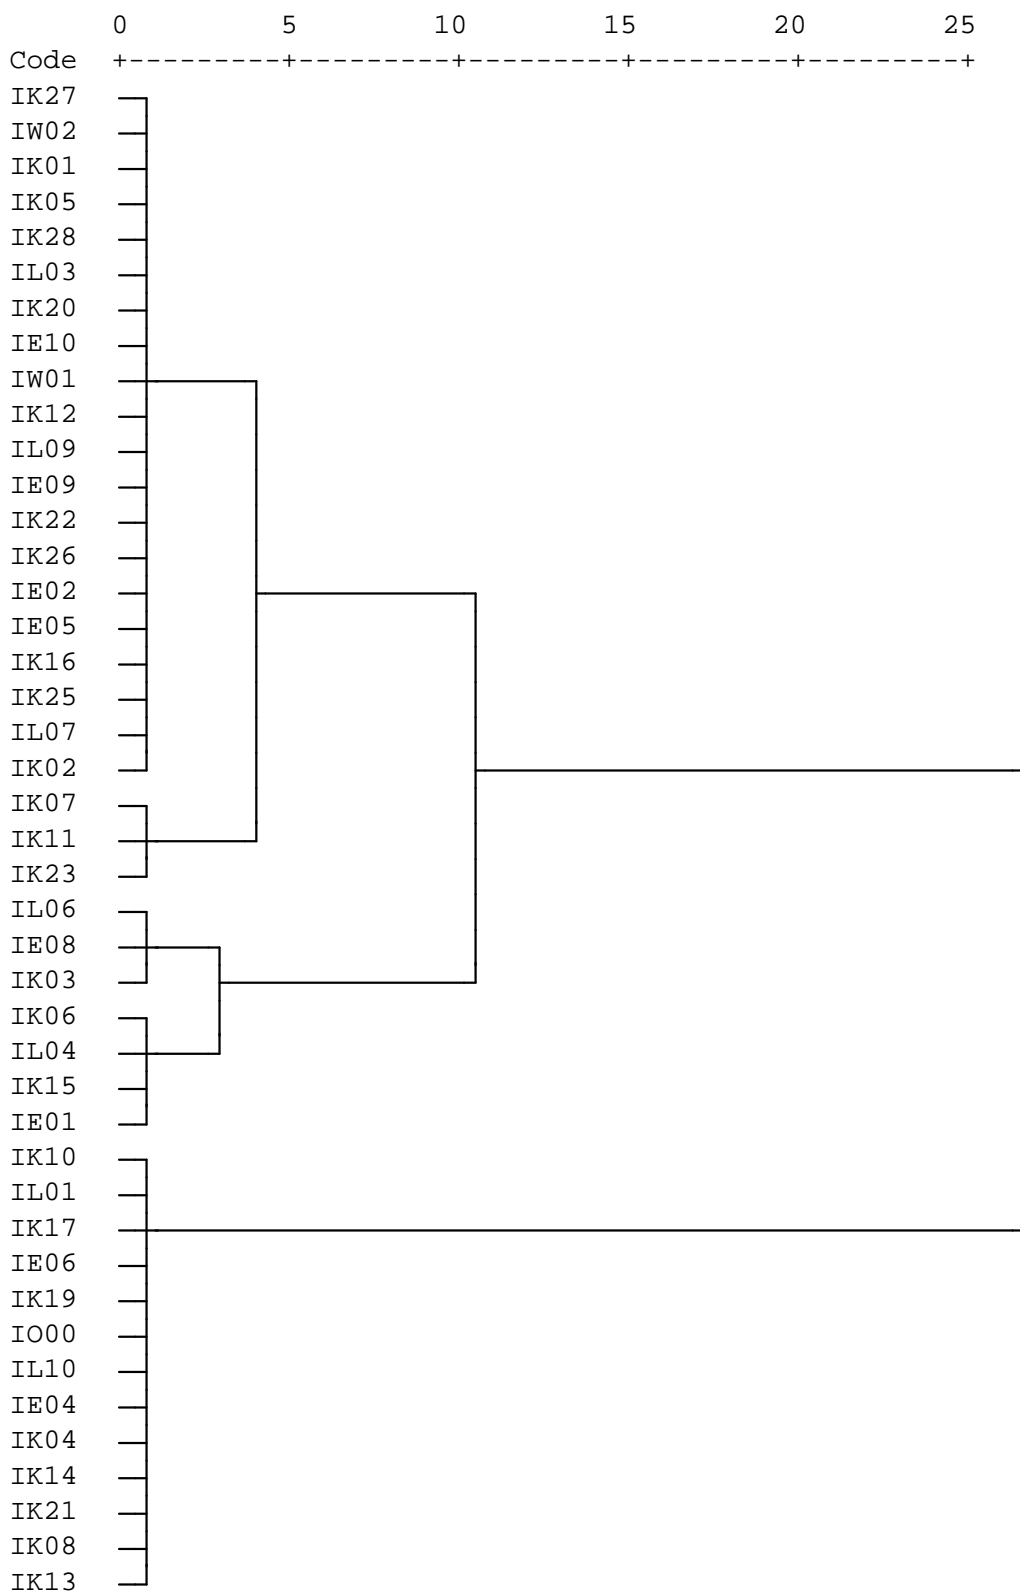 0 5 10 15 20 25
Code +---------+---------+---------+---------+---------+
IK27
IW02
IK01
IK05
IK28
IL03
IK20
IE10
IW01
IK12
IL09
IE09
IK22
IK26
IE02
IE05
IK16
IK25
IL07
IK02
IK07
IK11
IK23
IL06
IE08
IK03
IK06
IL04
IK15
IE01
IK10
IL01
IK17
IE06
IK19
IO00
IL10
IE04
IK04
IK14
IK21
IK08
IK13